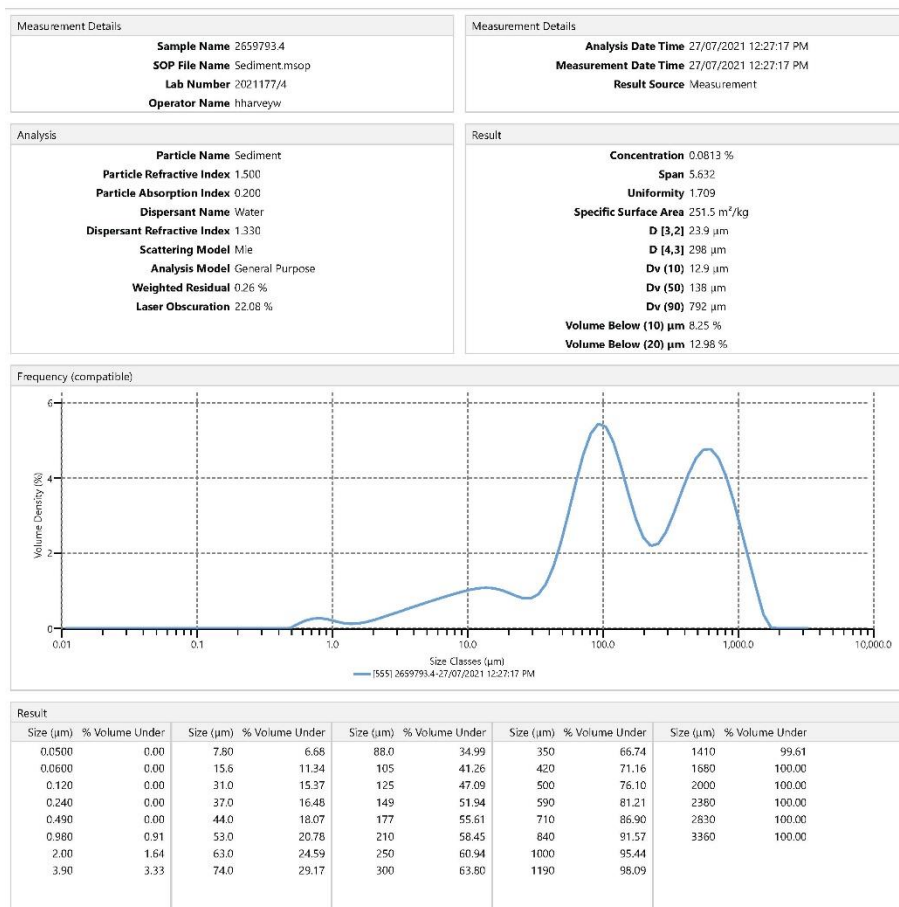 Measurement Details
Sample Name 2659793.4
SOP File Name Sediment.msop
Lab Number 2021177/4
Operator Name hharveyw
Measurement Details
Analysis Date Time 27/07/2021 12:27:17 PM
Measurement Date Time 27/07/2021 12:27:17 PM
Result Source Measurement
Analysis
Particle Name Sediment
Particle Refractive Index 1.500
Particle Absorption Index 0.200
Dispersant Name Water
Dispersant Refractive Index 1.330
Scattering Model Mie
Analysis Model General Purpose
Weighted Residual 0.26 %
Laser Obscuration 22.08 %
Result
Concentration 0.0813 %
Span 5.632
Uniformity 1.709
Specific Surface Area 251.5 m²/kg
D [3,2] 23.9 µm
D [4,3] 298 µm
Dv (10) 12.9 µm
Dv (50) 138 µm
Dv (90) 792 µm
Volume Below (10) µm 8.25 %
Volume Below (20) µm 12.98 %
Frequency (compatible)
6
4
2
0
Volume Density (%)
0.01 0.1 1.0 10.0 100.0 1,000.0 10,000.0
Size Classes (µm)
[555] 2659793.4-27/07/2021 12:27:17 PM
Result
Size (µm) % Volume Under Size (µm) % Volume Under Size (µm) % Volume Under Size (µm) % Volume Under Size (µm) % Volume Under
0.0500 0.00 7.80 6.68 88.0 34.99 350 66.74 1410 99.61
0.0600 0.00 15.6 11.34 105 41.26 420 71.16 1680 100.00
0.120 0.00 31.0 15.37 125 47.09 500 76.10 2000 100.00
0.240 0.00 37.0 16.48 149 51.94 590 81.21 2380 100.00
0.490 0.00 44.0 18.07 177 55.61 710 86.90 2830 100.00
0.980 0.91 53.0 20.78 210 58.45 840 91.57 3360 100.00
2.00 1.64 63.0 24.59 250 60.94 1000 95.44
3.90 3.33 74.0 29.17 300 63.80 1190 98.09